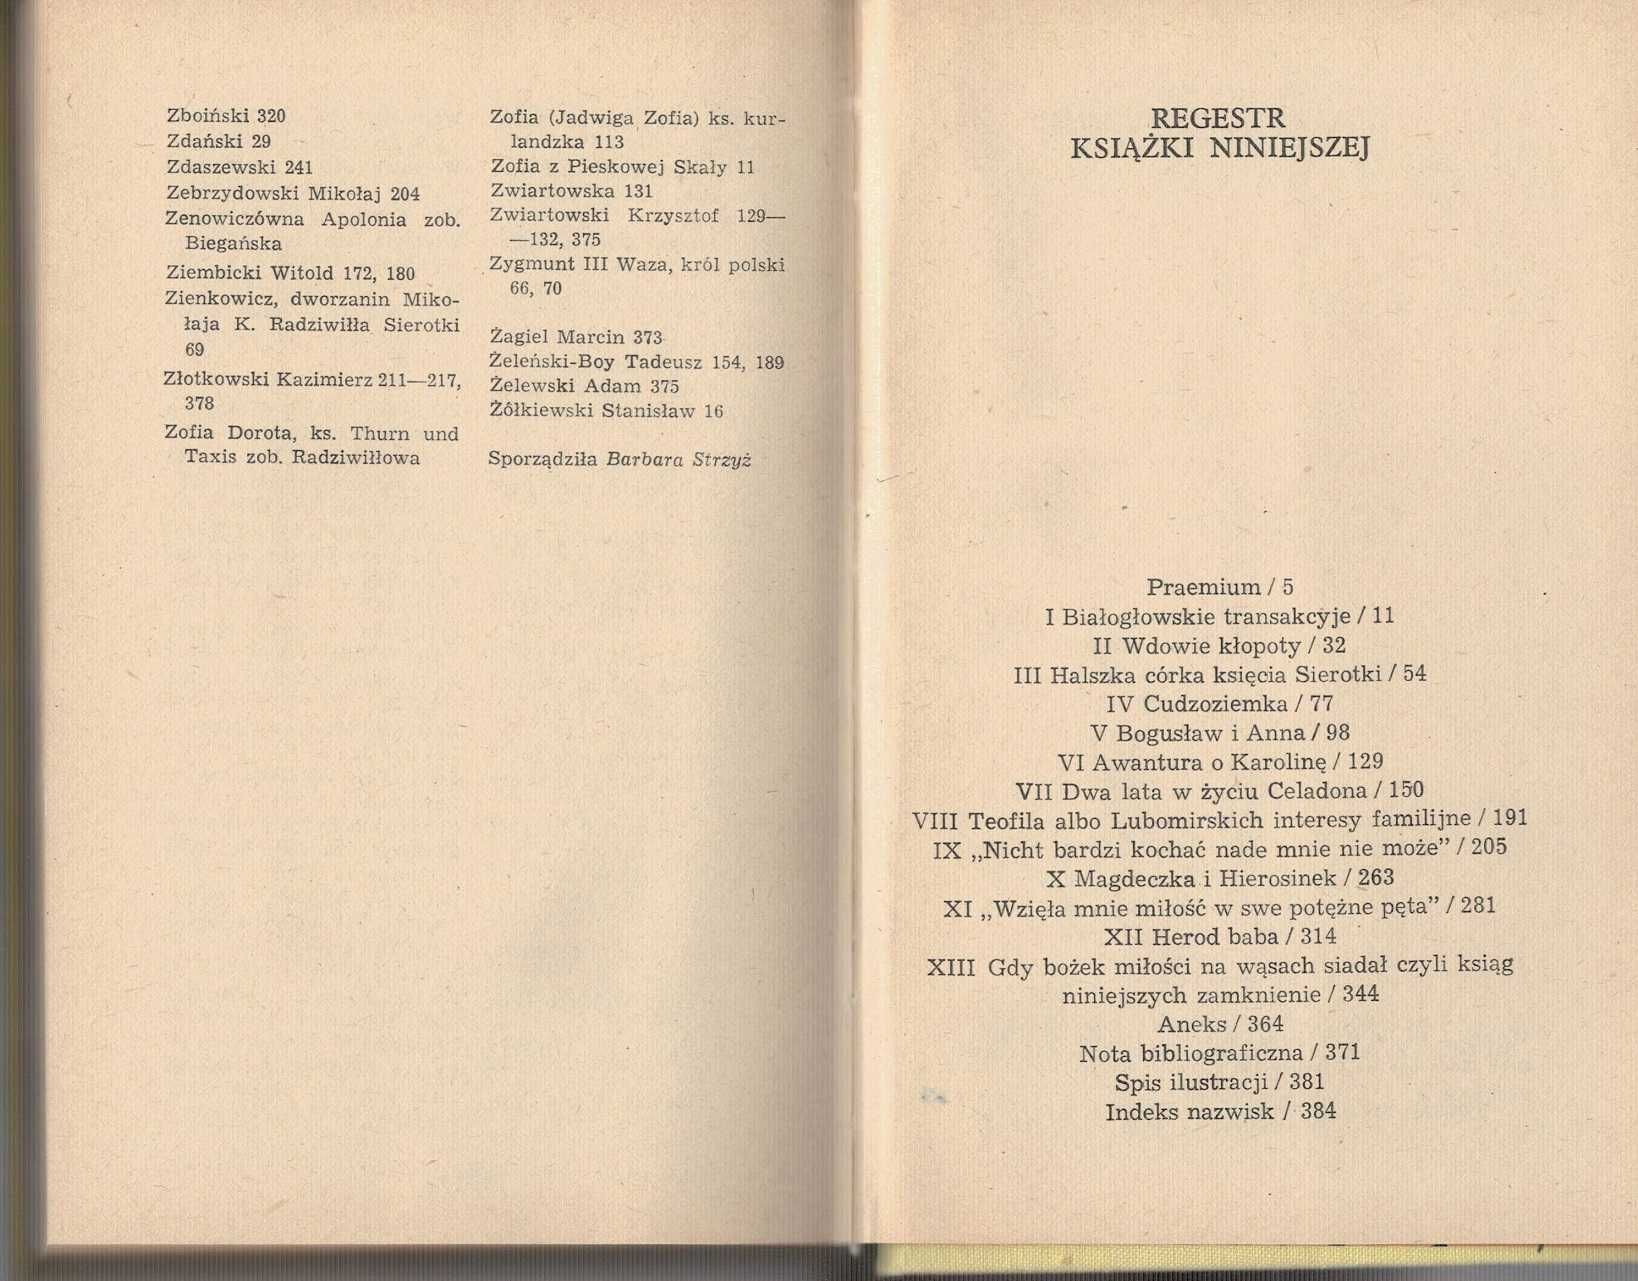 Zboiński 320
Zdański 29
Zdaszewski 241
Zebrzydowski Mikołaj 204
Zenowiczówna Apolonia zob.
Biegańska
Ziembicki Witold 172, 180
Zienkowicz, dworzanin Miko-
łaja K. Radziwiłła Sierotki
69
Złotkowski Kazimierz 211—217,
378
Zofia Dorota, ks. Thurn und
Taxis zob. Radziwiłłowa
Zofia (Jadwiga Zofia) ks. kur-
landzka 113
Zofia z Pieskowej Skały 11
Zwiartowska 131
Zwiartowski Krzysztof 129—
—132, 375
Zygmunt III Waza, król polski
66, 70
Żagiel Marcin 373
Żeleński-Boy Tadeusz 154, 189
Żelewski Adam 375
Żółkiewski Stanisław 16
Sporządziła Barbara Strzyż
REGESTR
KSIĄŻKI NINIEJSZEJ
Praemium / 5
I Białogłowskie transakcyje / 11
II Wdowie kłopoty / 32
III Halszka córka księcia Sierotki / 54
IV Cudzoziemka / 77
V Bogusław i Anna / 98
VI Awantura o Karolinę / 129
VII Dwa lata w życiu Celadona / 150
VIII Teofila albo Lubomirskich interesy familijne / 191
IX „Nicht bardzi kochać nade mnie nie może” / 205
X Magdeczka i Hierosinek / 263
XI „Wzięła mnie miłość w swe potężne pęta” / 281
XII Herod baba / 314
XIII Gdy bożek miłości na wąsach siadał czyli ksiąg
niniejszych zamknienie / 344
Aneks / 364
Nota bibliograficzna / 371
Spis ilustracji / 381
Indeks nazwisk / 384